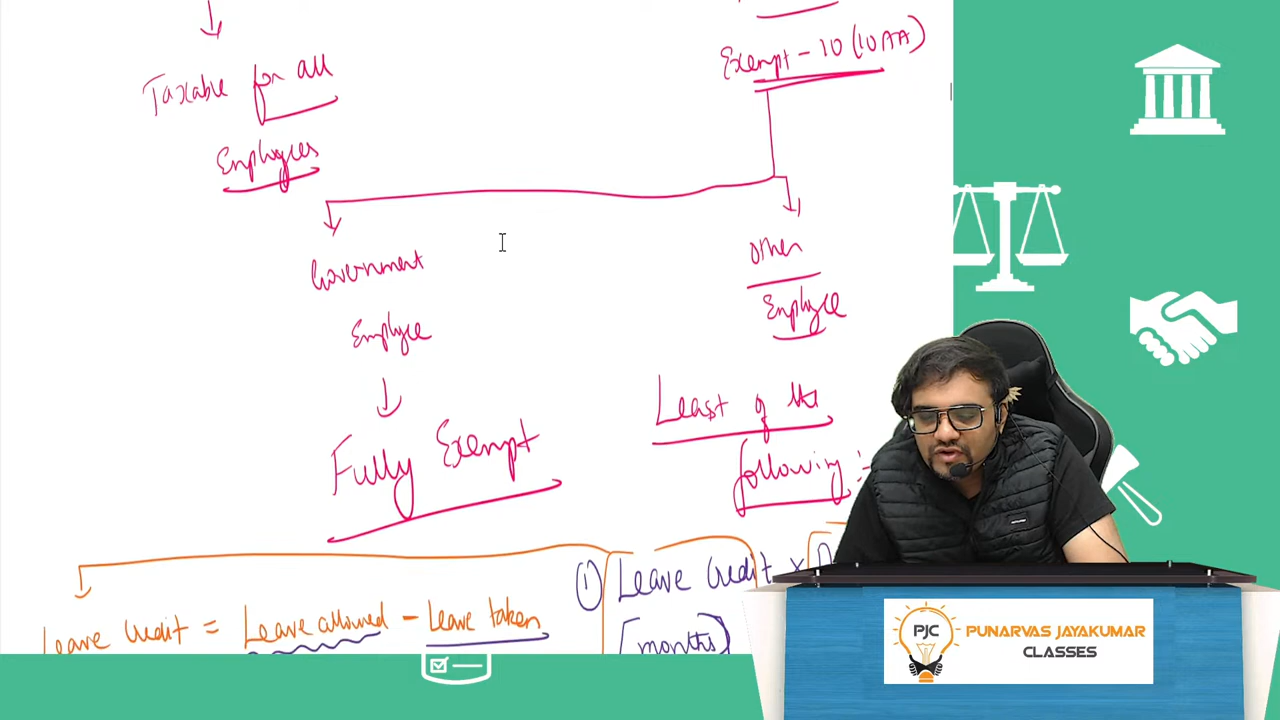 Exempt - 10 (10AA)
Taxable for all
Employees
Government
Employee
Fully Exempt
Other
Employee
Least of the
following :-
① Leave Credit ×
[months]
Leave Credit = Leave allowed - Leave taken
PJC
PUNARVAS JAYAKUMAR
CLASSES